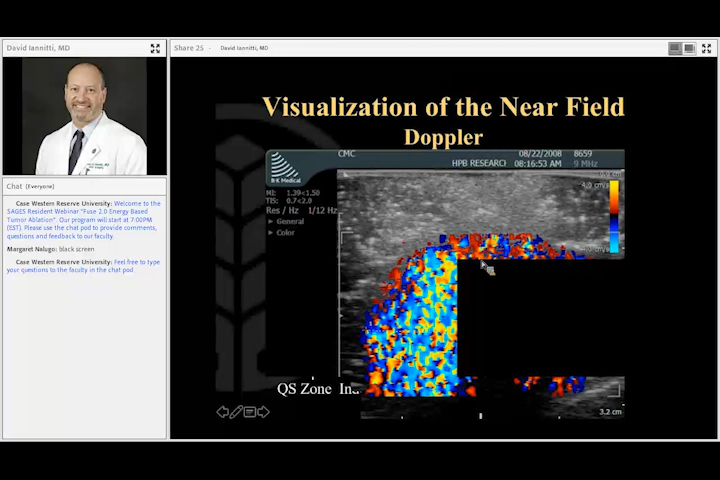 David Iannitti, MD
Share 25 - David Iannitti, MD
Chat (Everyone)
Case Western Reserve University: Welcome to the
SAGES Resident Webinar "Fuse 2.0 Energy Based
Tumor Ablation". Our program will start at 7:00PM
(EST). Please use the chat pod to provide comments,
questions and feedback to our faculty.
Margaret Nalugo: black screen
Case Western Reserve University: Feel free to type
your questions to the faculty in the chat pod.
Visualization of the Near Field
Doppler
B-K Medical
CMC
08/22/2008 8659
HPB RESEARCH 08:16:53 AM 9 MHz
MI: 1.39<1.50
TIS: 0.7<2.0
Res / Hz 1/12 Hz
General
Color
QS Zone
3.2 cm